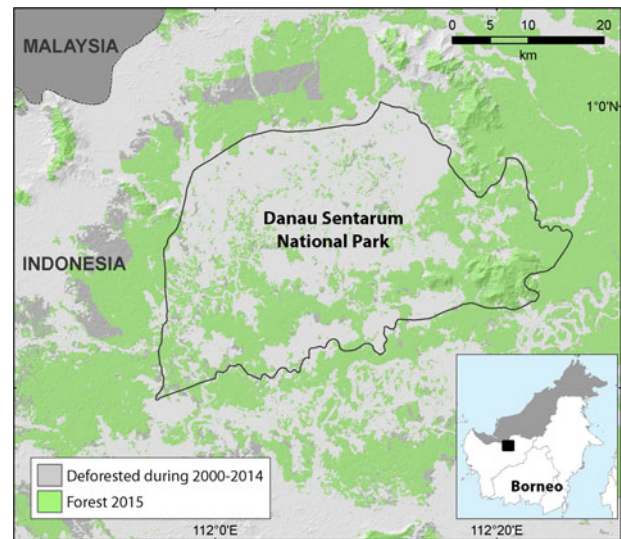 MALAYSIA
0 5 10 20
km
1°0'N
Danau Sentarum
National Park
INDONESIA
Deforested during 2000-2014
Forest 2015
Borneo
112°0'E
112°20'E